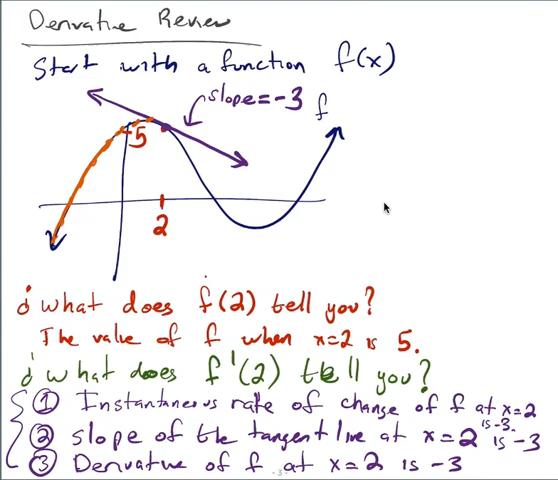 Derivative Review
Start with a function f(x)
slope=-3
f
5
2
¿ what does f(2) tell you?
The value of f when x=2 is 5.
¿ what does f'(2) tell you?
① Instantaneous rate of change of f at x=2
is -3.
② slope of the tangent line at x=2 is -3
③ Derivative of f at x=2 is -3